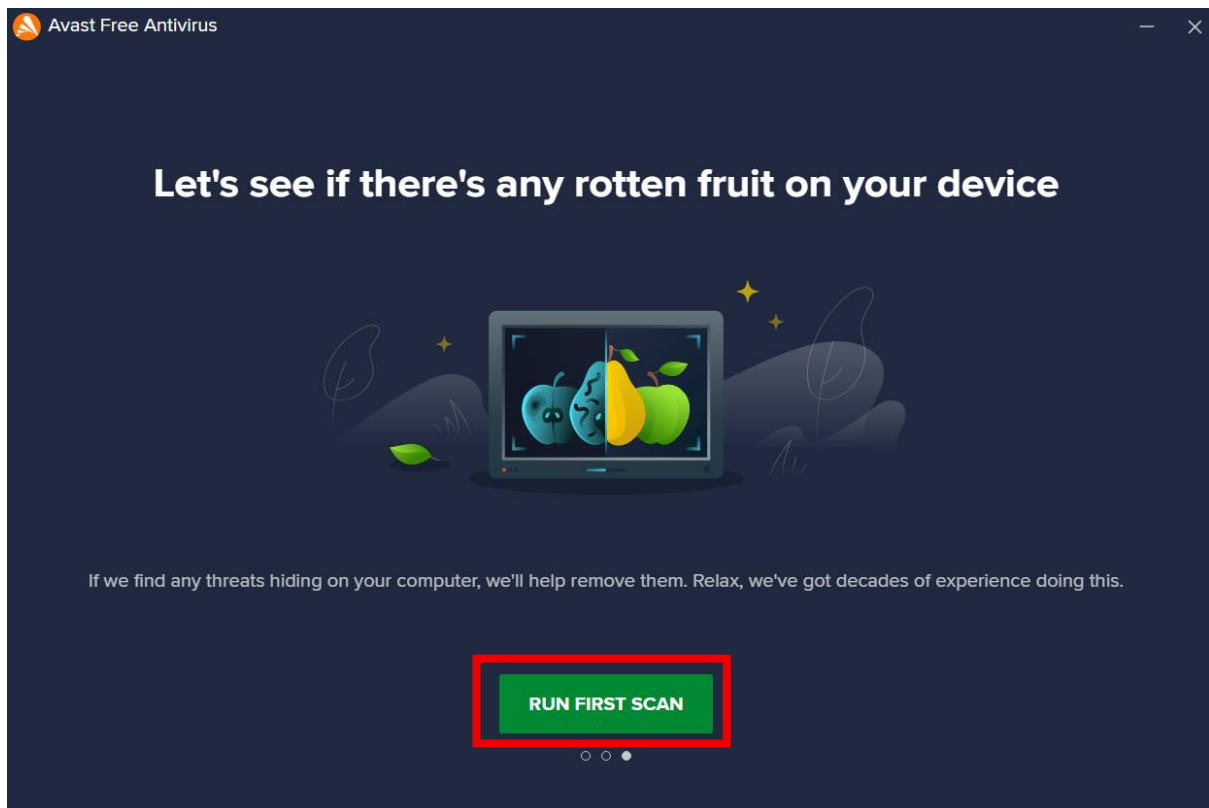 Avast Free Antivirus
Let's see if there's any rotten fruit on your device
If we find any threats hiding on your computer, we'll help remove them. Relax, we've got decades of experience doing this.
RUN FIRST SCAN